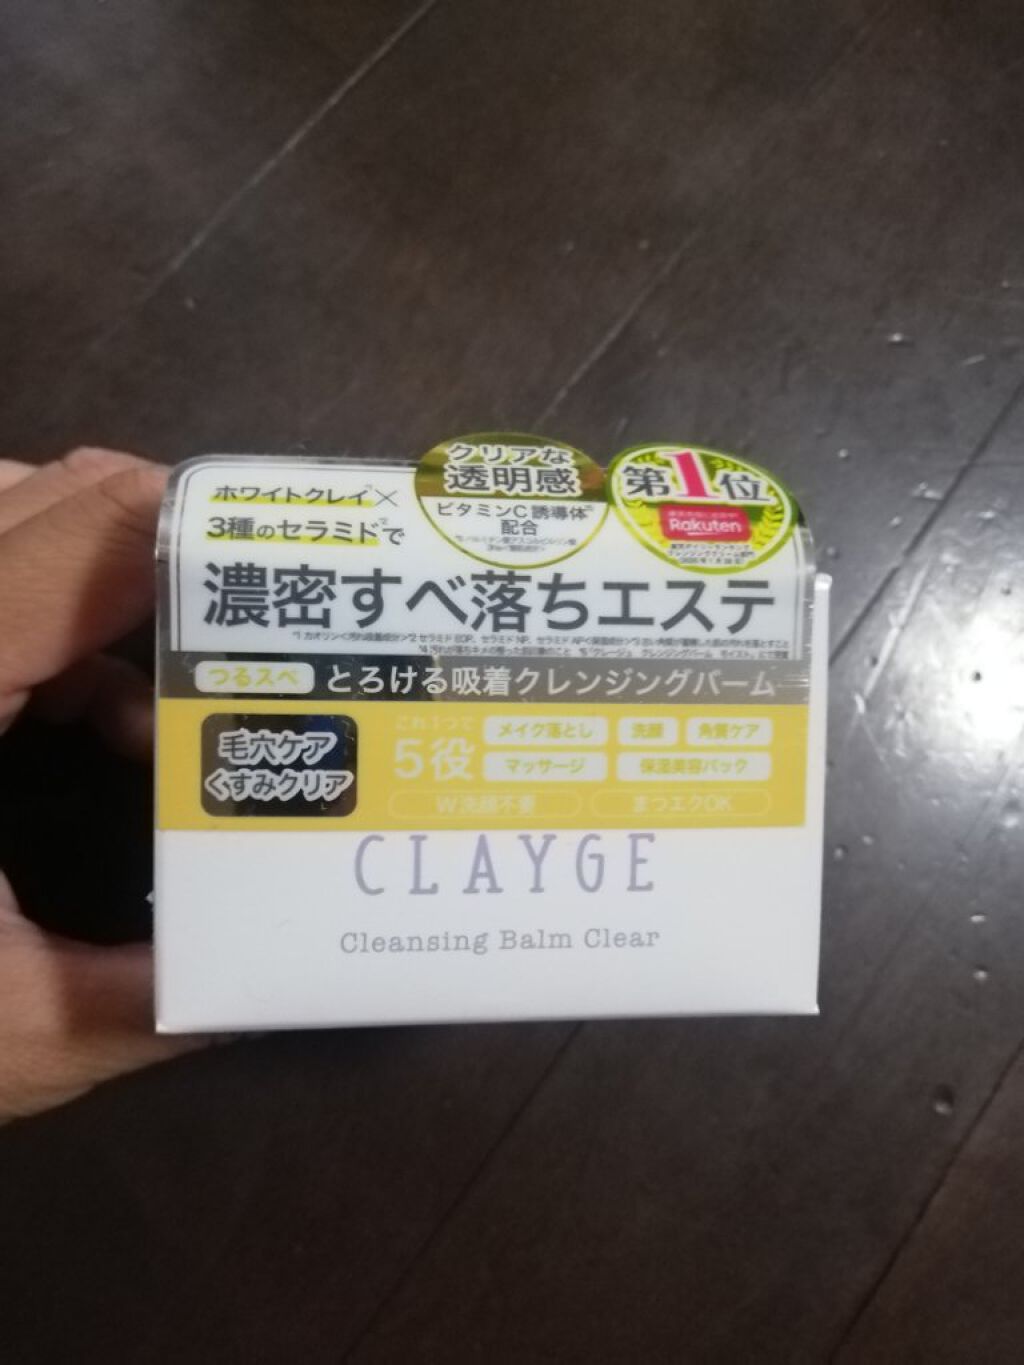 クリアな
透明感
ビタミンC誘導体
配合
第1位
Rakuten
ホワイトクレイ×
3種のセラミドで
濃密すべ落ちエステ
つるスベ とろける吸着クレンジングバーム
毛穴ケア
くすみクリア
これ1つで
5役
メイク落とし 洗顔 角質ケア
マッサージ 保湿美容パック
W洗顔不要 まつエクOK
CLAYGE
Cleansing Balm Clear